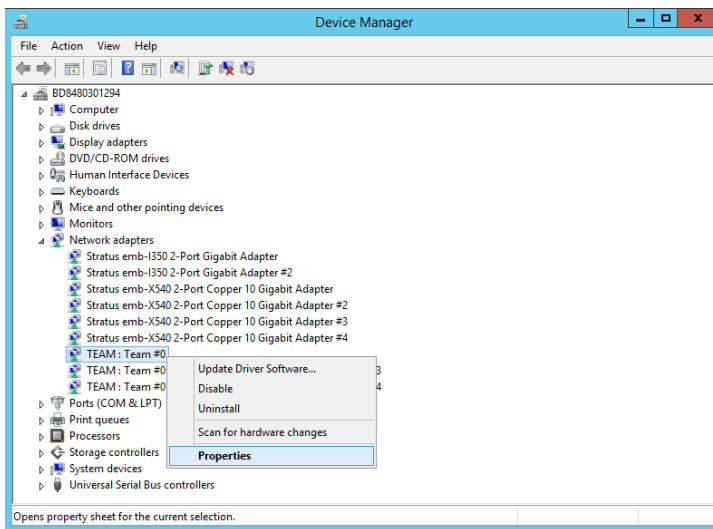 Device Manager
x
File Action View Help
BD8480301294
Computer
Disk drives
Display adapters
DVD/CD-ROM drives
Human Interface Devices
Keyboards
Mice and other pointing devices
Monitors
Network adapters
Stratus emb-I350 2-Port Gigabit Adapter
Stratus emb-I350 2-Port Gigabit Adapter #2
Stratus emb-X540 2-Port Copper 10 Gigabit Adapter
Stratus emb-X540 2-Port Copper 10 Gigabit Adapter #2
Stratus emb-X540 2-Port Copper 10 Gigabit Adapter #3
Stratus emb-X540 2-Port Copper 10 Gigabit Adapter #4
TEAM : Team #0
TEAM : Team #0 3
TEAM : Team #0 4
Update Driver Software...
Disable
Uninstall
Scan for hardware changes
Properties
Ports (COM & LPT)
Print queues
Processors
Storage controllers
System devices
Universal Serial Bus controllers
Opens property sheet for the current selection.